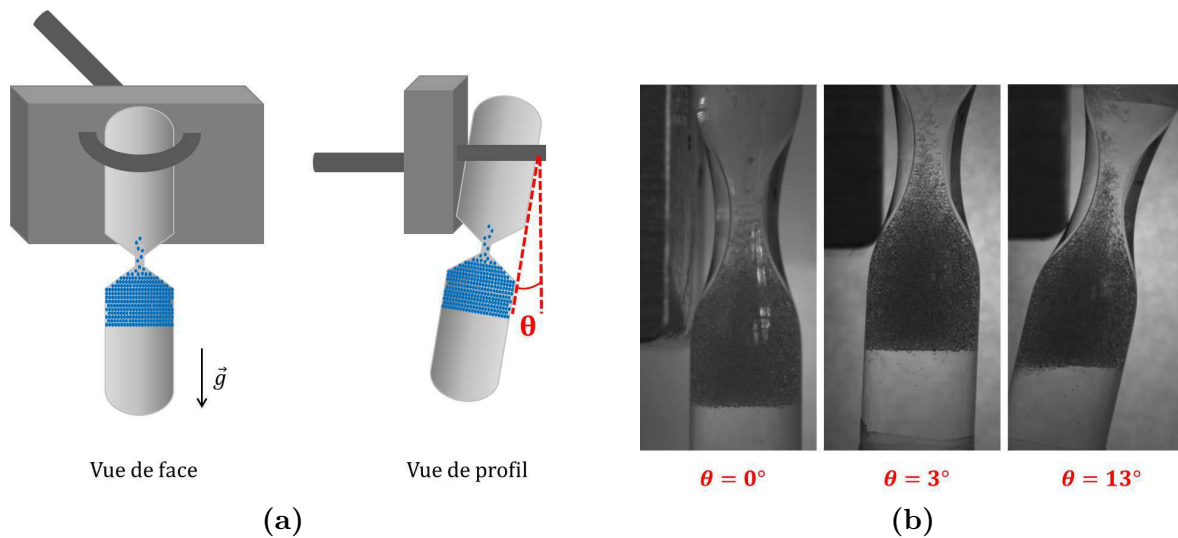 θ
g⃗
Vue de face
Vue de profil
(a)
θ = 0°
θ = 3°
θ = 13°
(b)